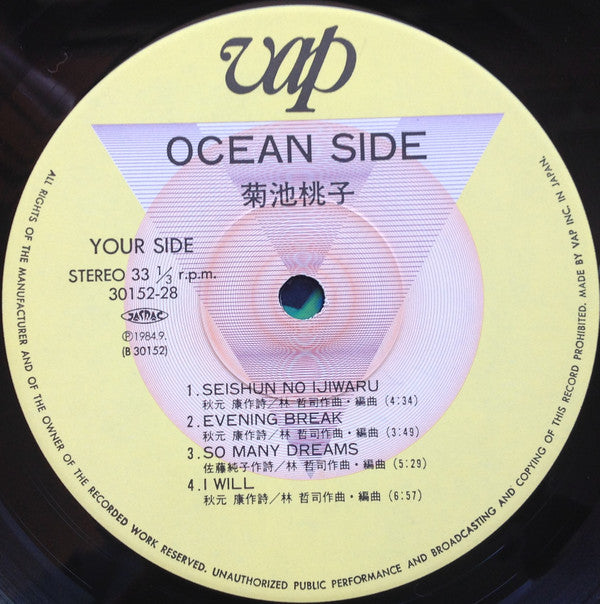 vap
OCEAN SIDE
菊池桃子
YOUR SIDE
STEREO 33 1/3 r.p.m.
30152-28
JASRAC
Ⓟ1984.9.
(B 30152)
1.SEISHUN NO IJIWARU
秋元 康作詩/林 哲司作曲・編曲 (4:34)
2.EVENING BREAK
秋元 康作詩/林 哲司作曲・編曲 (3:49)
3.SO MANY DREAMS
佐藤純子作詩/林 哲司作曲・編曲 (5:29)
4.I WILL
秋元 康作詩/林 哲司作曲・編曲 (6:57)
ALL RIGHTS OF THE MANUFACTURER AND OF THE OWNER OF THE RECORDED WORK RESERVED. UNAUTHORIZED PUBLIC PERFORMANCE AND BROADCASTING AND COPYING OF THIS RECORD PROHIBITED. MADE BY VAP INC. IN JAPAN.